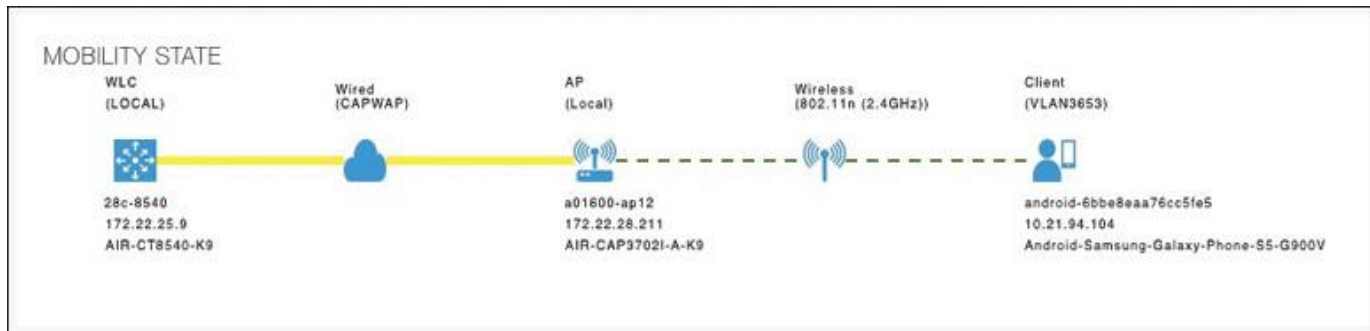 MOBILITY STATE
WLC
(LOCAL)
Wired
(CAPWAP)
AP
(Local)
Wireless
(802.11n (2.4GHz))
Client
(VLAN3653)
28c-8540
172.22.25.9
AIR-CT8540-K9
a01600-ap12
172.22.28.211
AIR-CAP3702I-A-K9
android-6bbe8eaa76cc5fe5
10.21.94.104
Android-Samsung-Galaxy-Phone-S5-G900V